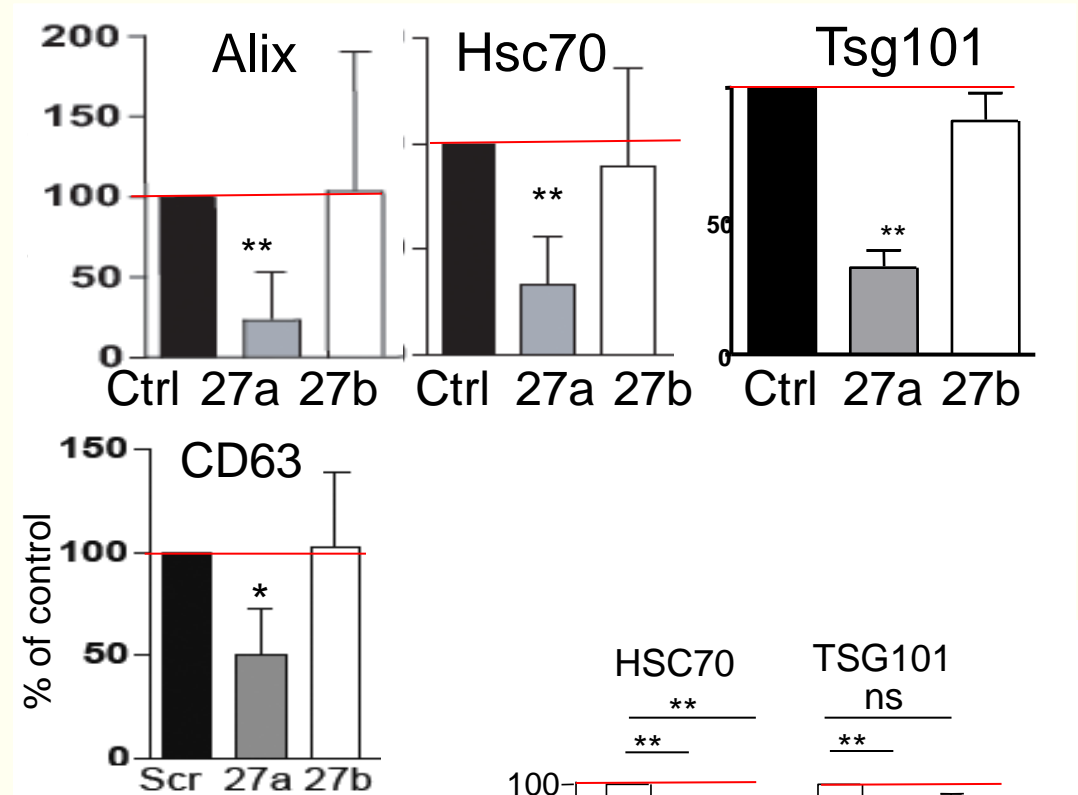 Alix
200
150
100
50
0
**
Ctrl 27a 27b
Hsc70
**
Ctrl 27a 27b
Tsg101
50
0
**
Ctrl 27a 27b
CD63
% of control
150
100
50
0
*
Scr 27a 27b
HSC70
**
**
100
TSG101
ns
**